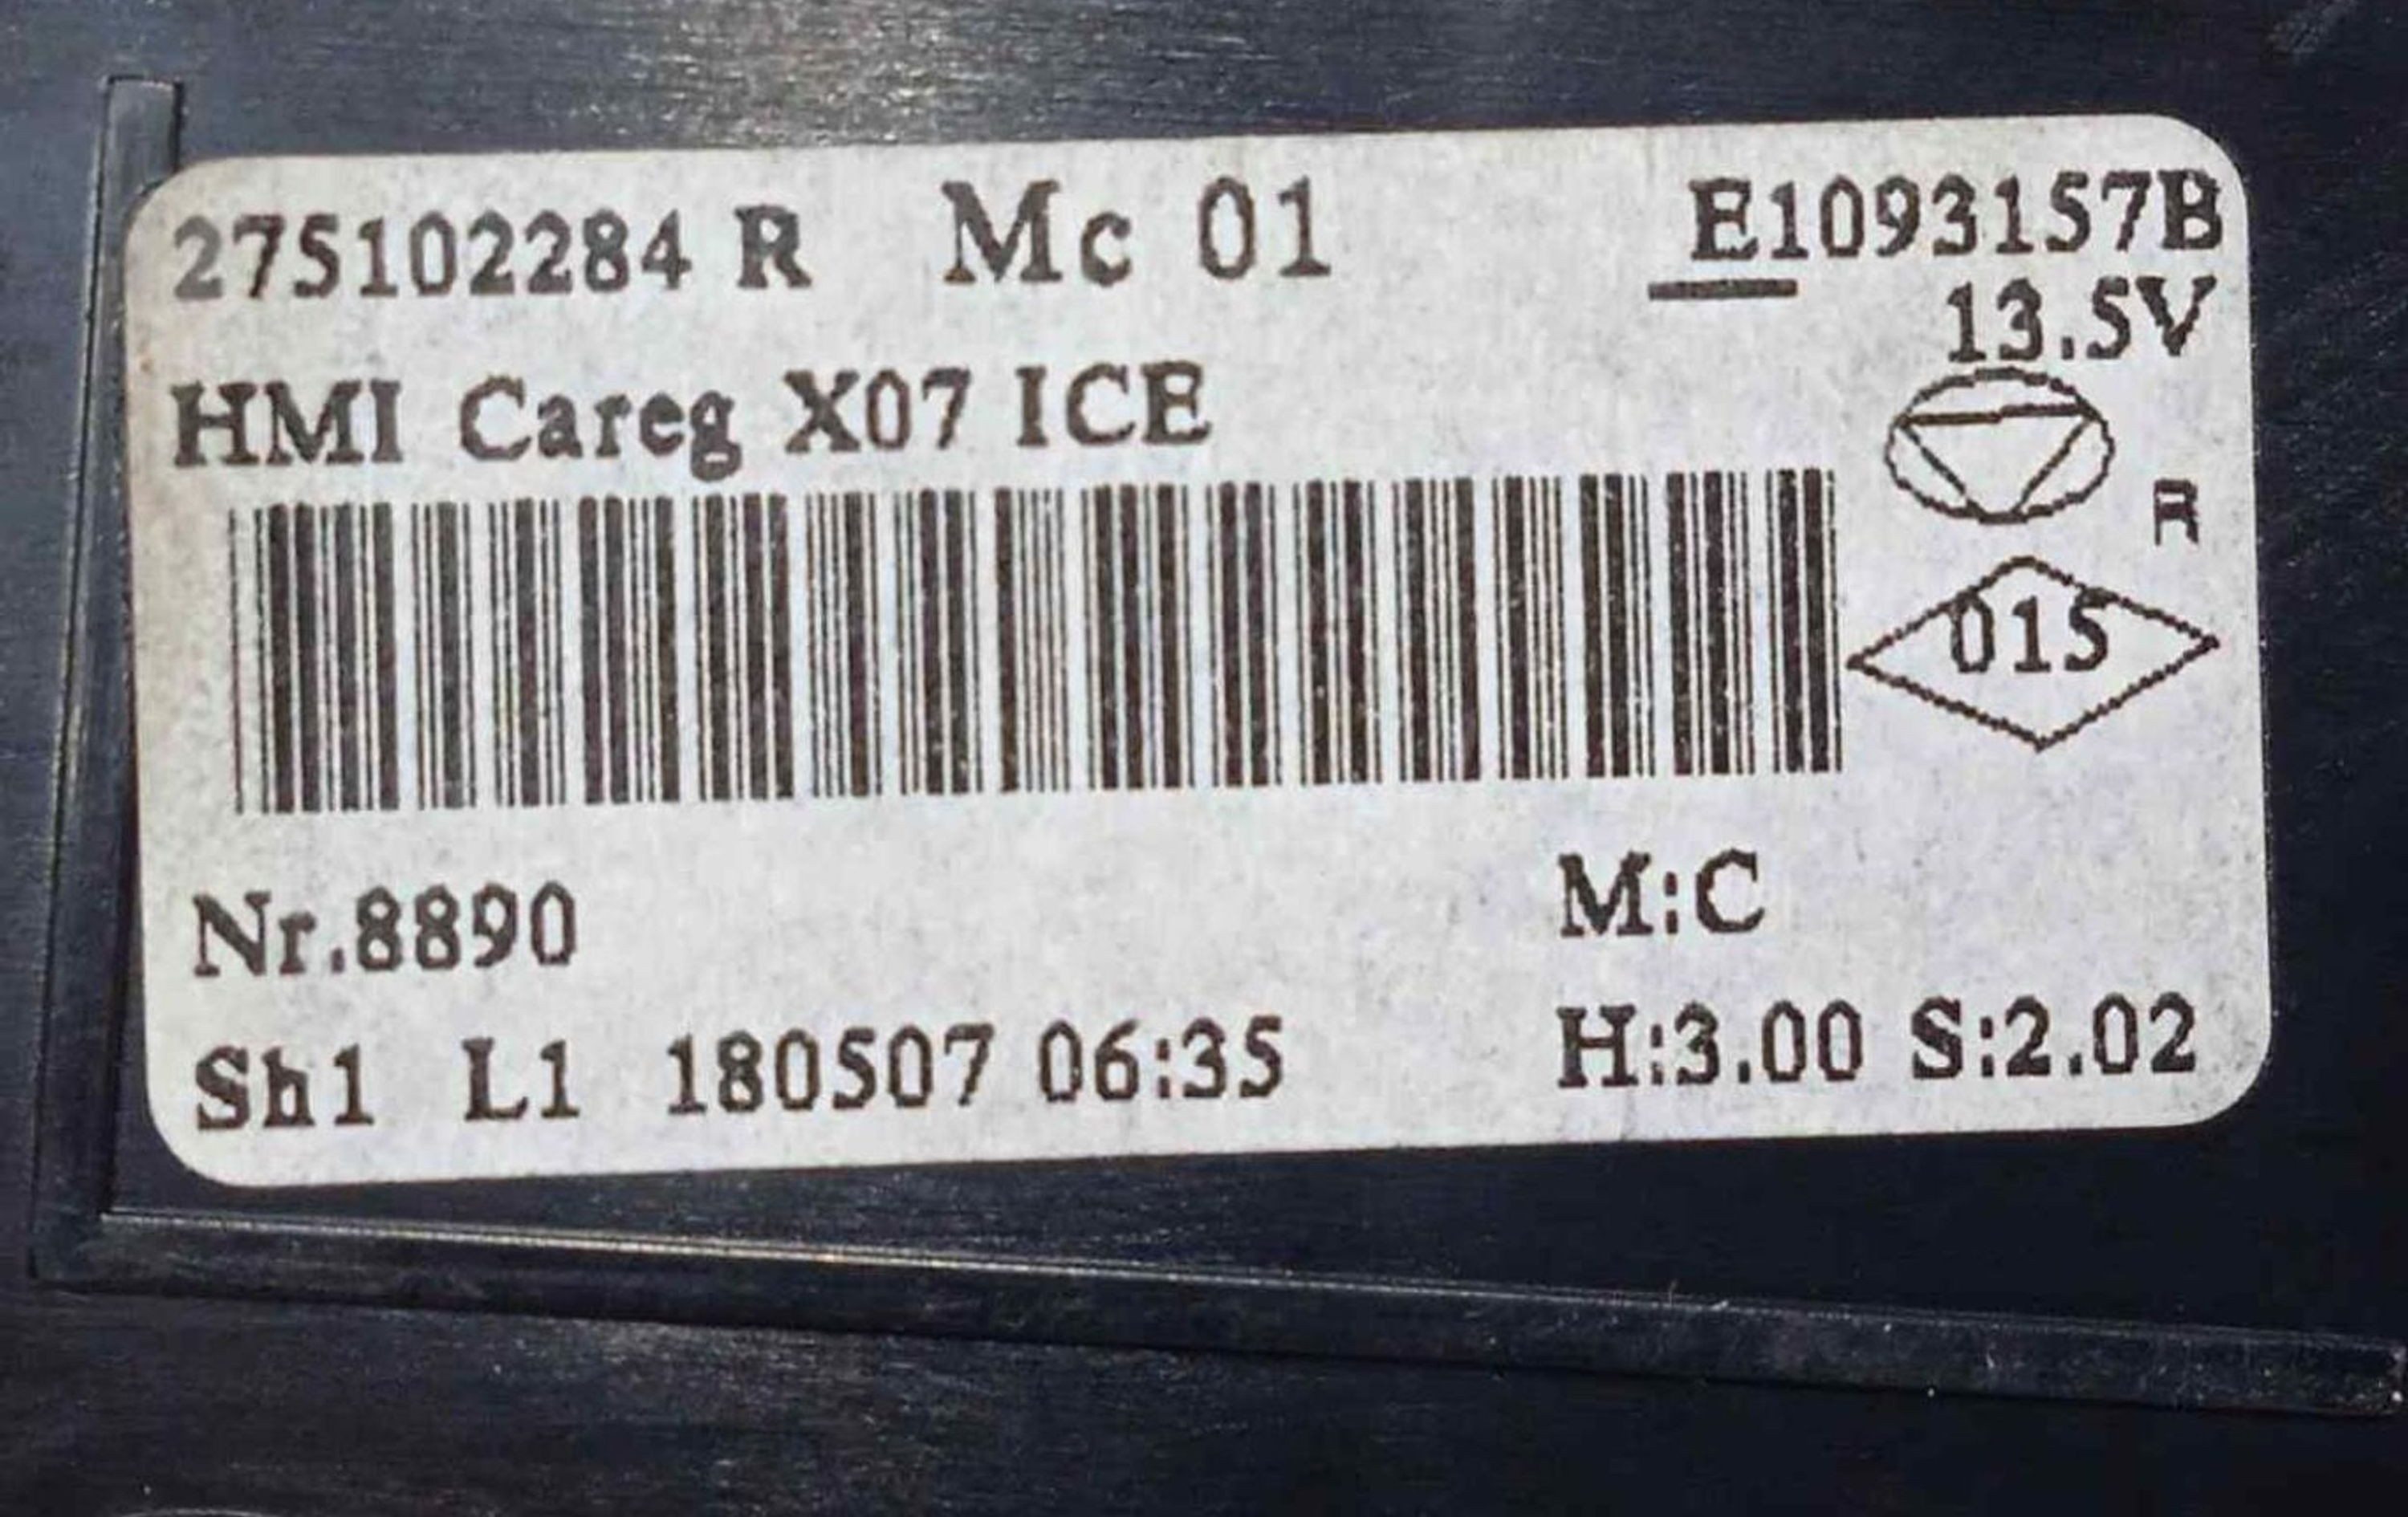 275102284 R Mc 01 E1093157B
13.5V
HMI Careg X07 ICE
R
015
Nr.8890 M:C
Sh1 L1 180507 06:35 H:3.00 S:2.02